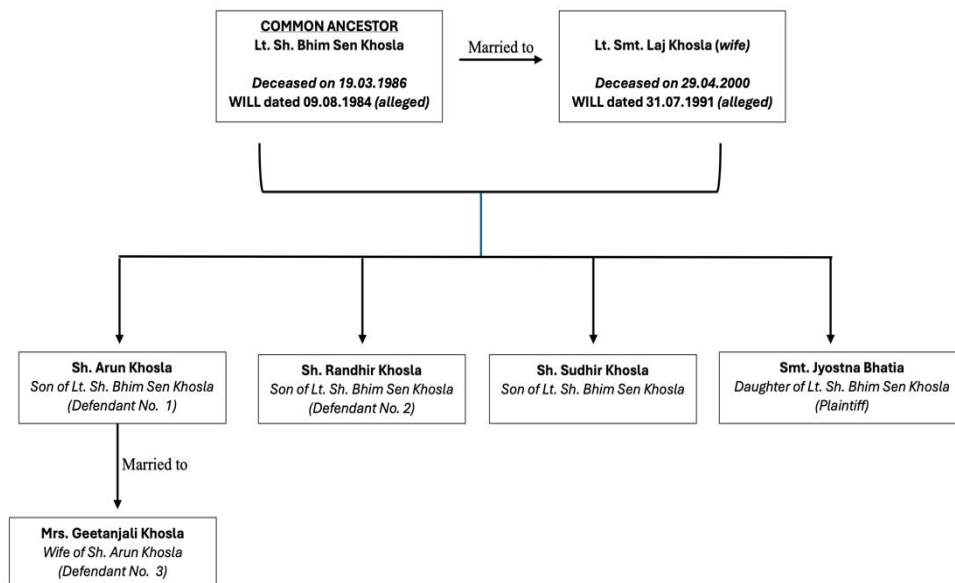 COMMON ANCESTOR
Lt. Sh. Bhim Sen Khosla
Deceased on 19.03.1986
WILL dated 09.08.1984 (alleged)
Married to
Lt. Smt. Laj Khosla (wife)
Deceased on 29.04.2000
WILL dated 31.07.1991 (alleged)
Sh. Arun Khosla
Son of Lt. Sh. Bhim Sen Khosla
(Defendant No. 1)
Sh. Randhir Khosla
Son of Lt. Sh. Bhim Sen Khosla
(Defendant No. 2)
Sh. Sudhir Khosla
Son of Lt. Sh. Bhim Sen Khosla
Smt. Jyostna Bhatia
Daughter of Lt. Sh. Bhim Sen Khosla
(Plaintiff)
Married to
Mrs. Geetanjali Khosla
Wife of Sh. Arun Khosla
(Defendant No. 3)